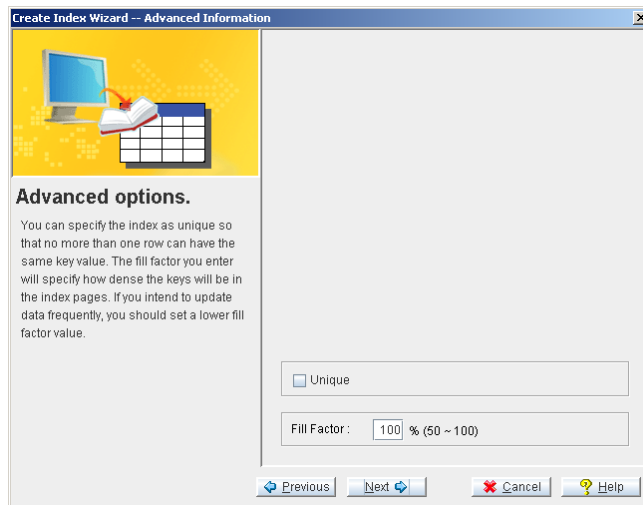 Create Index Wizard -- Advanced Information
Advanced options.
You can specify the index as unique so
that no more than one row can have the
same key value. The fill factor you enter
will specify how dense the keys will be in
the index pages. If you intend to update
data frequently, you should set a lower fill
factor value.
Unique
Fill Factor : 100 % (50 ~ 100)
Previous Next Cancel Help